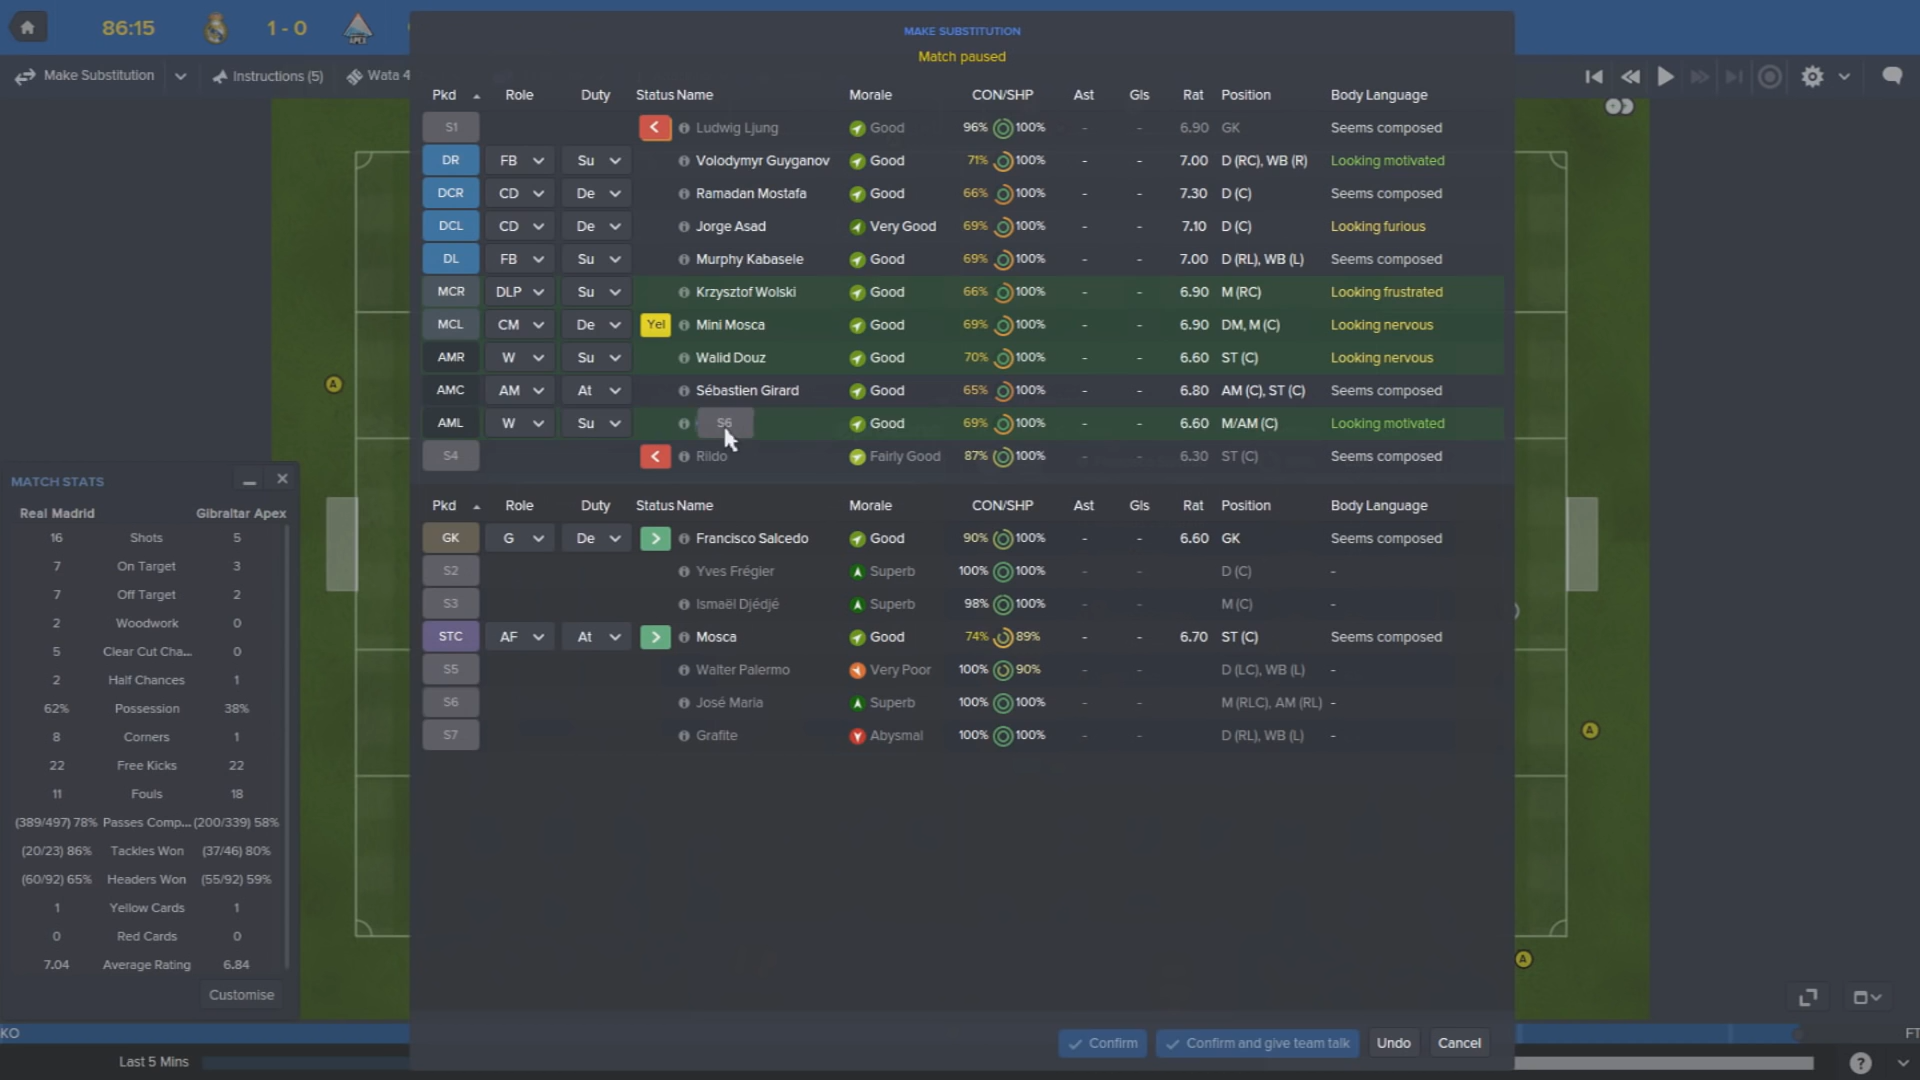 86:15 1 - 0 APEX
Make Substitution Instructions (5) Wata 4
MAKE SUBSTITUTION
Match paused
Pkd Role Duty Status Name Morale CON/SHP Ast Gls Rat Position Body Language
S1 Ludwig Ljung Good 96% 100% - - 6.90 GK Seems composed
DR FB Su Volodymyr Guyganov Good 71% 100% - - 7.00 D (RC), WB (R) Looking motivated
DCR CD De Ramadan Mostafa Good 66% 100% - - 7.30 D (C) Seems composed
DCL CD De Jorge Asad Very Good 69% 100% - - 7.10 D (C) Looking furious
DL FB Su Murphy Kabasele Good 69% 100% - - 7.00 D (RL), WB (L) Seems composed
MCR DLP Su Krzysztof Wolski Good 66% 100% - - 6.90 M (RC) Looking frustrated
MCL CM De Yel Mini Mosca Good 69% 100% - - 6.90 DM, M (C) Looking nervous
AMR W Su Walid Douz Good 70% 100% - - 6.60 ST (C) Looking nervous
AMC AM At Sébastien Girard Good 65% 100% - - 6.80 AM (C), ST (C) Seems composed
AML W Su S6 Good 69% 100% - - 6.60 M/AM (C) Looking motivated
S4 Rildo Fairly Good 87% 100% - - 6.30 ST (C) Seems composed
Pkd Role Duty Status Name Morale CON/SHP Ast Gls Rat Position Body Language
GK G De Francisco Salcedo Good 90% 100% - - 6.60 GK Seems composed
S2 Yves Frégier Superb 100% 100% - - D (C) -
S3 Ismaël Djédjé Superb 98% 100% - - M (C) -
STC AF At Mosca Good 74% 89% - - 6.70 ST (C) Seems composed
S5 Walter Palermo Very Poor 100% 90% - - D (LC), WB (L) -
S6 José Maria Superb 100% 100% - - M (RLC), AM (RL) -
S7 Grafite Abysmal 100% 100% - - D (RL), WB (L) -
A
A
A
MATCH STATS
Real Madrid Gibraltar Apex
16 Shots 5
7 On Target 3
7 Off Target 2
2 Woodwork 0
5 Clear Cut Cha... 0
2 Half Chances 1
62% Possession 38%
8 Corners 1
22 Free Kicks 22
11 Fouls 18
(389/497) 78% Passes Comp... (200/339) 58%
(20/23) 86% Tackles Won (37/46) 80%
(60/92) 65% Headers Won (55/92) 59%
1 Yellow Cards 1
0 Red Cards 0
7.04 Average Rating 6.84
Customise
KO FT
Confirm Confirm and give team talk Undo Cancel
Last 5 Mins ?